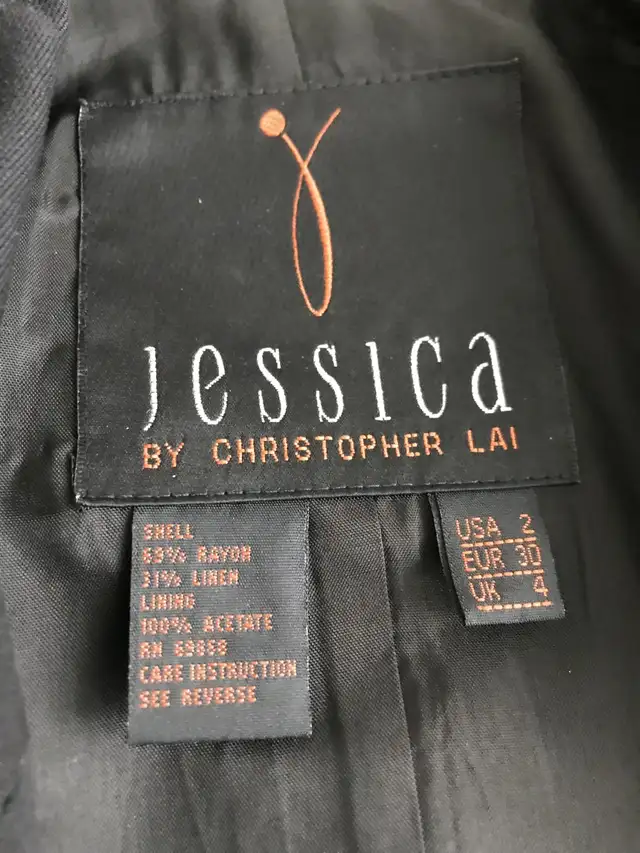 Jessica
BY CHRISTOPHER LAI
SHELL
69% RAYON
31% LINEN
LINING
100% ACETATE
RN
CARE INSTRUCTION
SEE REVERSE
USA 2
EUR 30
UK 4